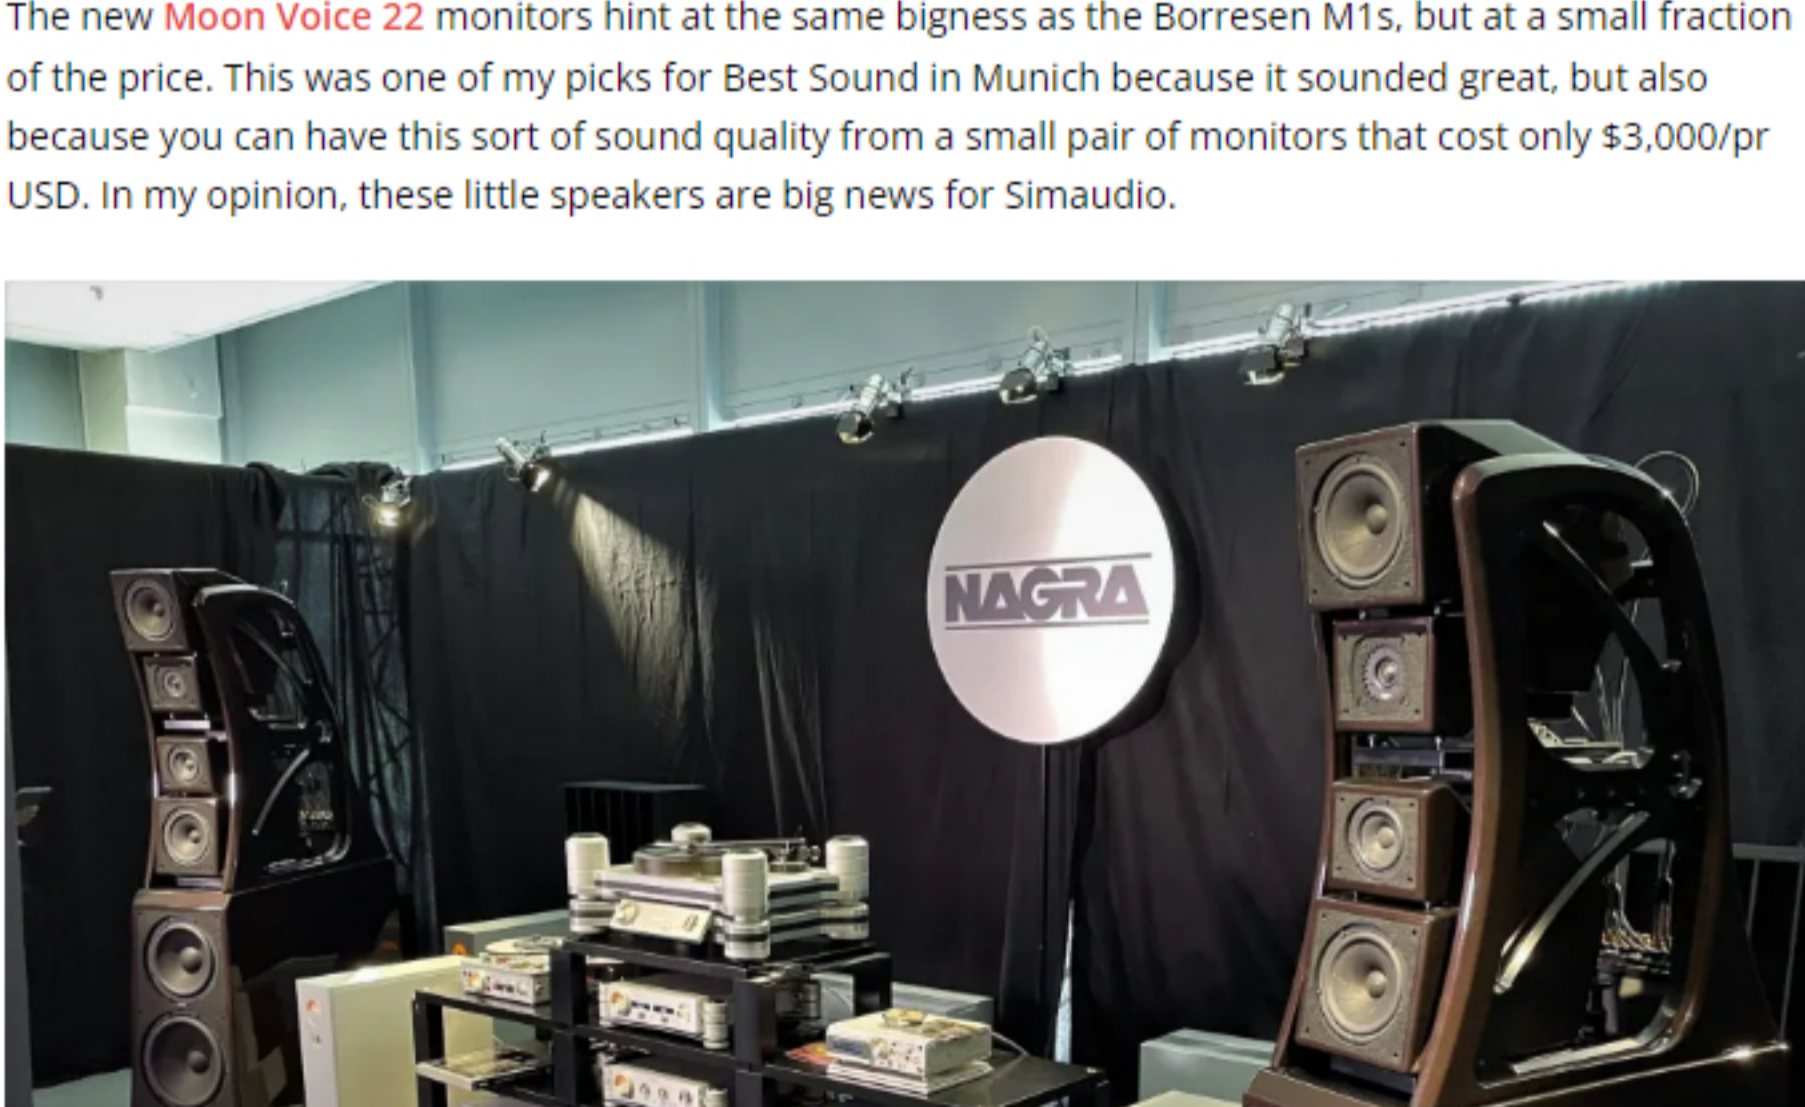 The new Moon Voice 22 monitors hint at the same bigness as the Borresen M1s, but at a small fraction
of the price. This was one of my picks for Best Sound in Munich because it sounded great, but also
because you can have this sort of sound quality from a small pair of monitors that cost only $3,000/pr
USD. In my opinion, these little speakers are big news for Simaudio.
NAGRA